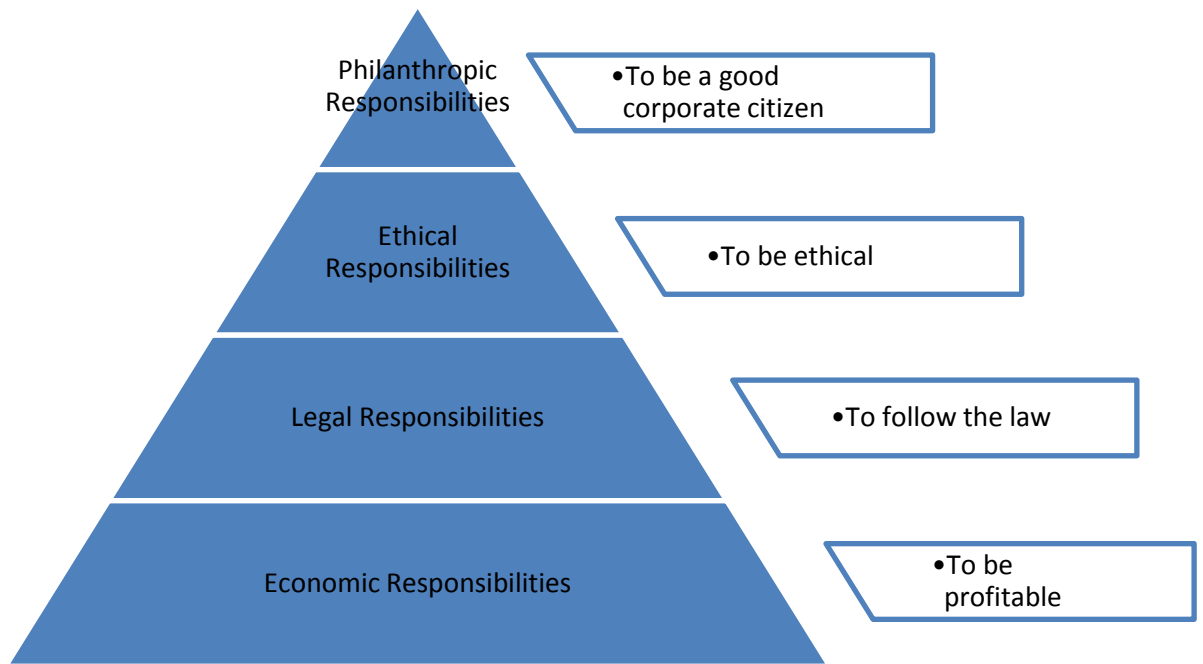 Philanthropic
Responsibilities
•To be a good
corporate citizen
Ethical
Responsibilities
•To be ethical
Legal Responsibilities
•To follow the law
Economic Responsibilities
•To be
profitable